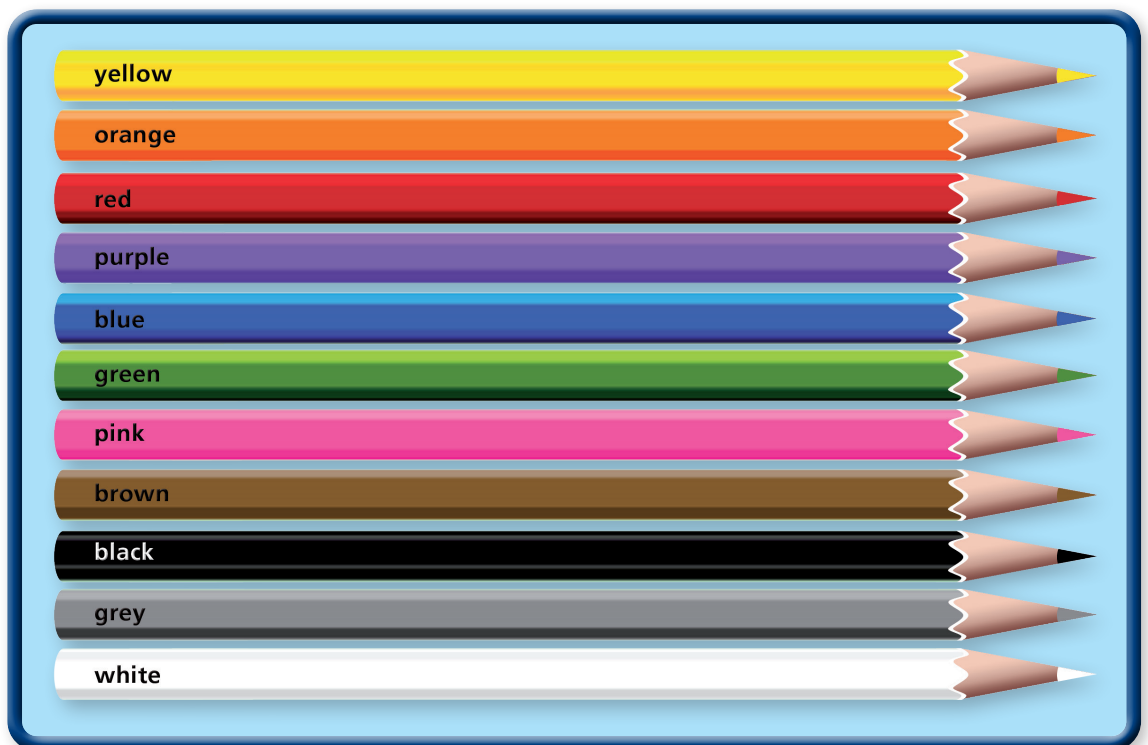 yellow
orange
red
purple
blue
green
pink
brown
black
grey
white